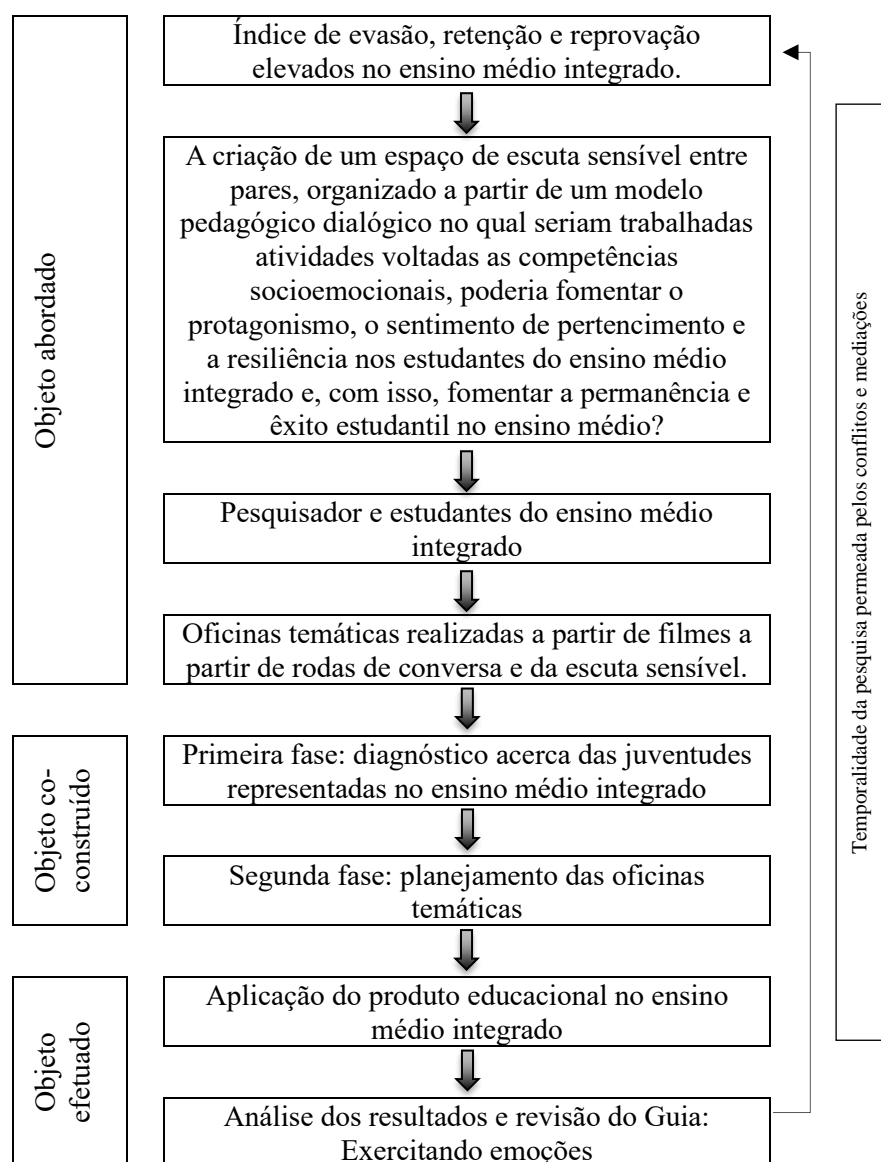 Objeto abordado
Índice de evasão, retenção e reprovação
elevados no ensino médio integrado.
A criação de um espaço de escuta sensível entre
pares, organizado a partir de um modelo
pedagógico dialógico no qual seriam trabalhadas
atividades voltadas as competências
socioemocionais, poderia fomentar o
protagonismo, o sentimento de pertencimento e
a resiliência nos estudantes do ensino médio
integrado e, com isso, fomentar a permanência e
êxito estudantil no ensino médio?
Pesquisador e estudantes do ensino médio
integrado
Oficinas temáticas realizadas a partir de filmes a
partir de rodas de conversa e da escuta sensível.
Objeto co-
construído
Primeira fase: diagnóstico acerca das juventudes
representadas no ensino médio integrado
Segunda fase: planejamento das oficinas
temáticas
Objeto
efetuado
Aplicação do produto educacional no ensino
médio integrado
Análise dos resultados e revisão do Guia:
Exercitando emoções
Temporalidade da pesquisa permeada pelos conflitos e mediações